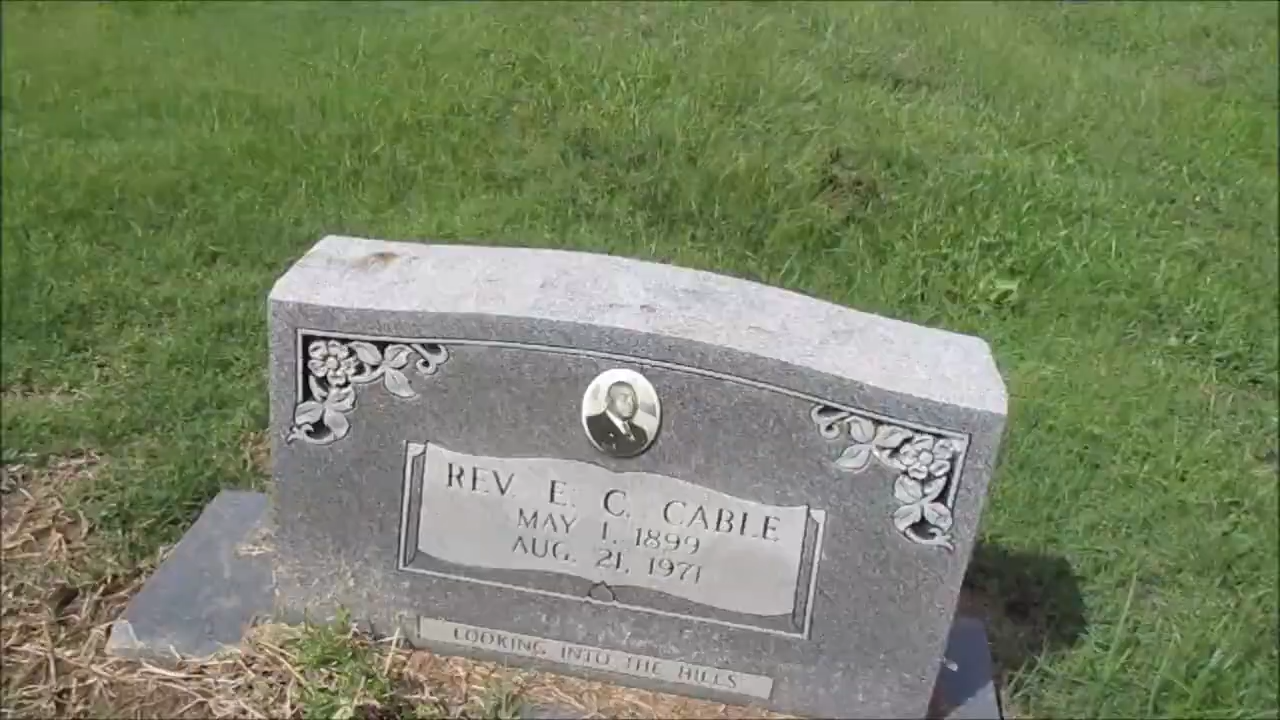 REV. E. C. CABLE
MAY 1, 1899
AUG. 21, 1971
LOOKING INTO THE HILLS